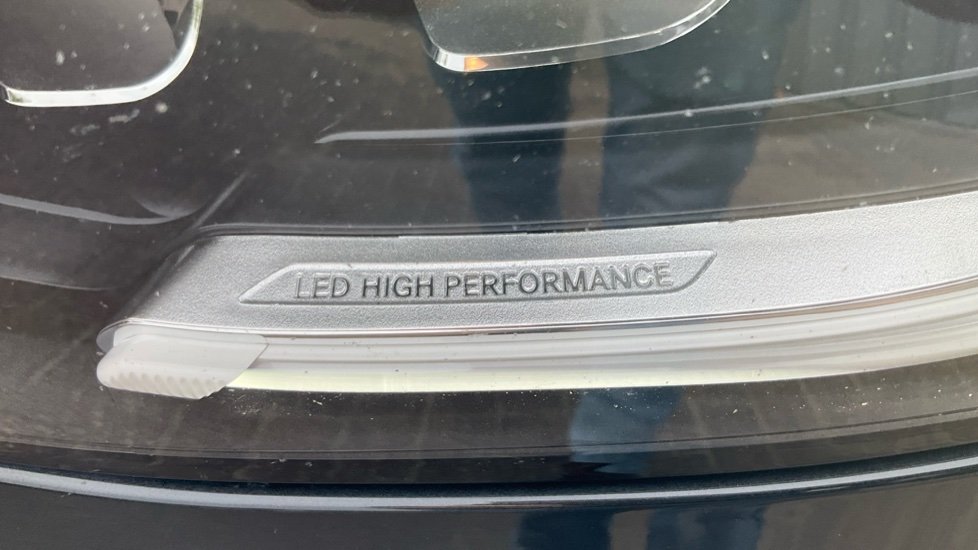 LED HIGH PERFORMANCE